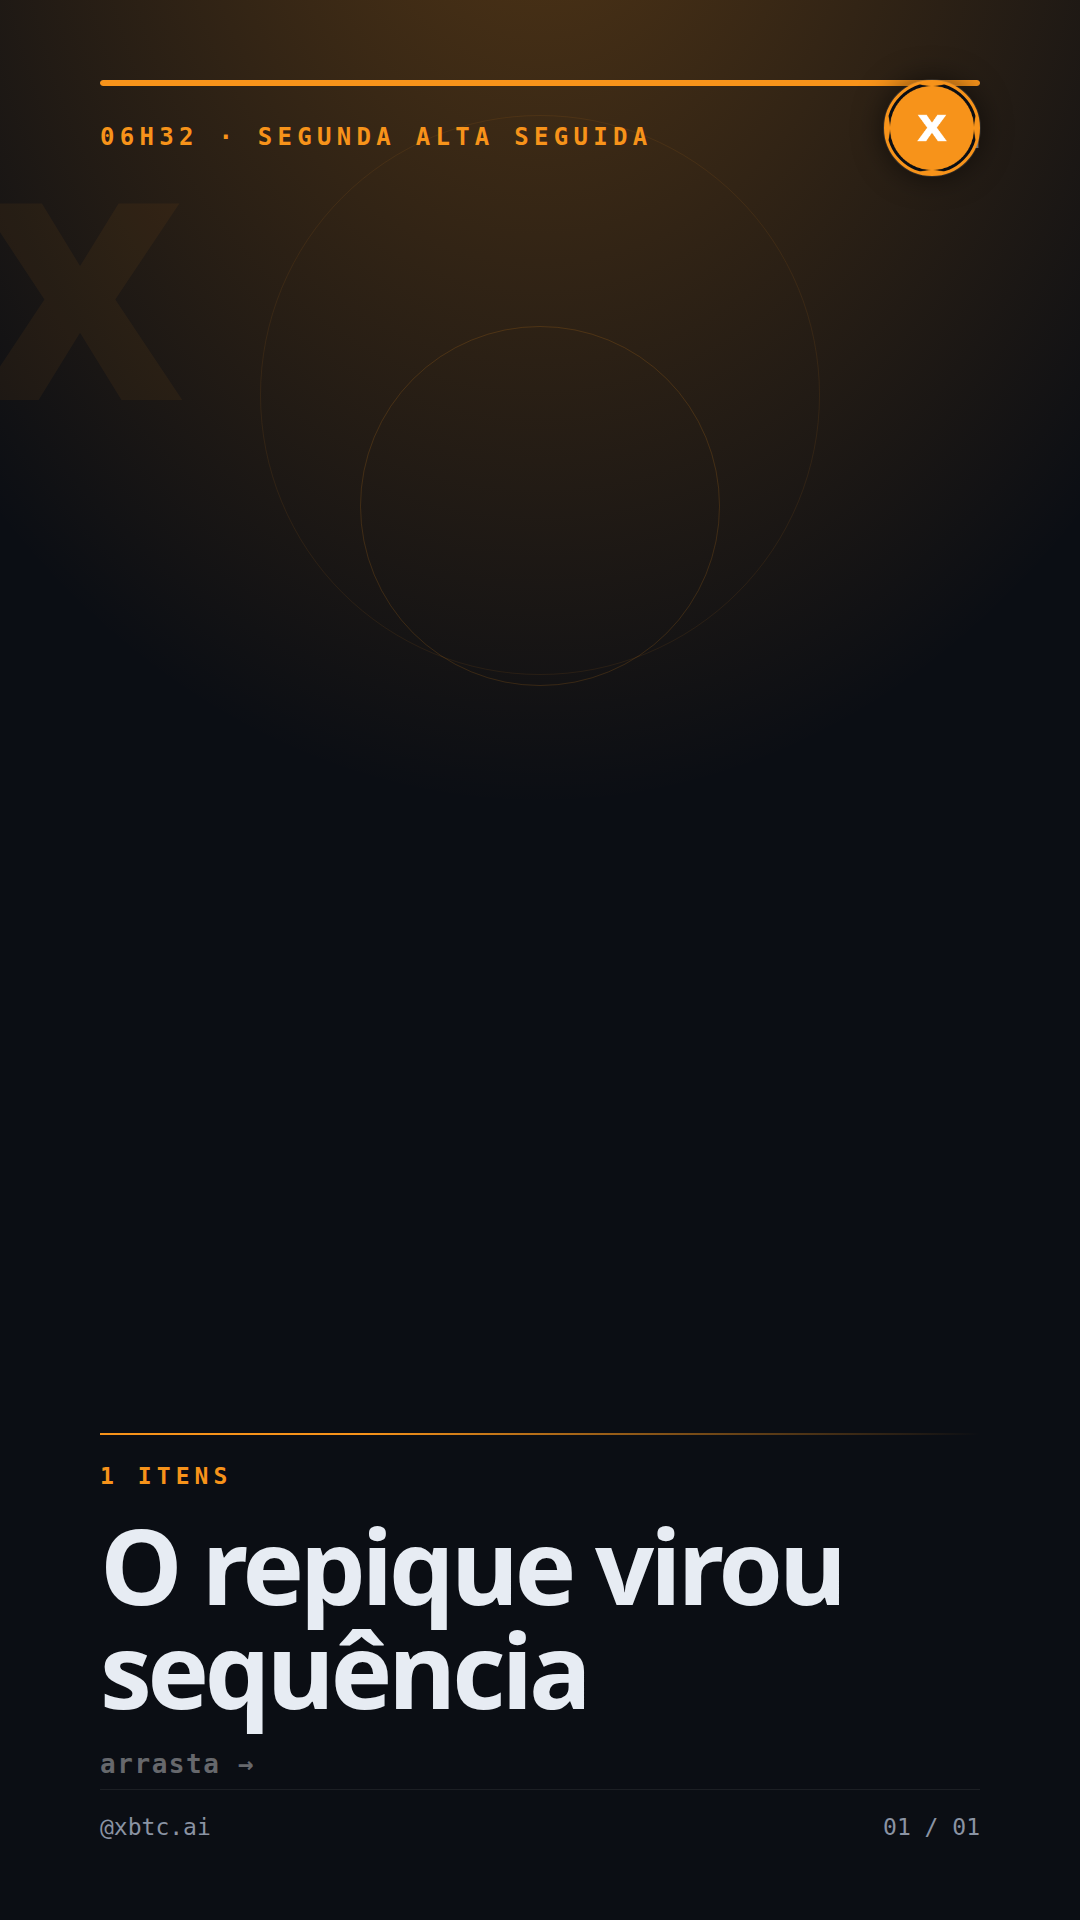 06H32 · SEGUNDA ALTA SEGUIDA
X
X
1 ITENS
O repique virou
sequência
arrasta →
@xbtc.ai
01 / 01